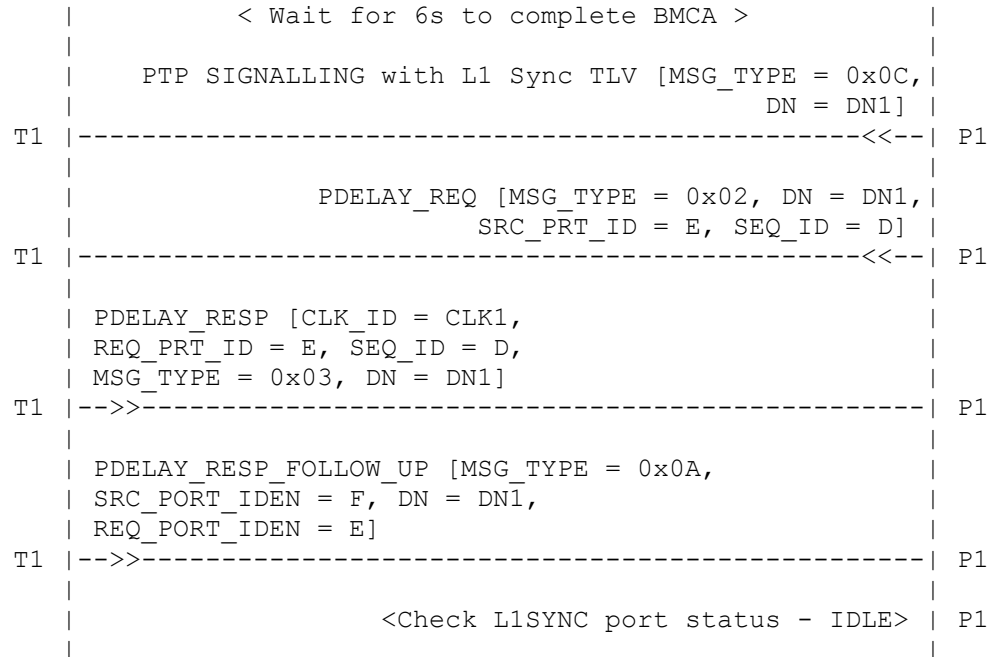 < Wait for 6s to complete BMCA >
PTP SIGNALLING with L1 Sync TLV [MSG_TYPE = 0x0C,
DN = DN1]
T1 |-------------------------------------------------<<--| P1
PDELAY_REQ [MSG_TYPE = 0x02, DN = DN1,
SRC_PRT_ID = E, SEQ_ID = D]
T1 |-------------------------------------------------<<--| P1
PDELAY_RESP [CLK_ID = CLK1,
REQ_PRT_ID = E, SEQ_ID = D,
MSG_TYPE = 0x03, DN = DN1]
T1 |-->>-------------------------------------------------| P1
PDELAY_RESP_FOLLOW_UP [MSG_TYPE = 0x0A,
SRC_PORT_IDEN = F, DN = DN1,
REQ_PORT_IDEN = E]
T1 |-->>-------------------------------------------------| P1
<Check L1SYNC port status - IDLE> | P1